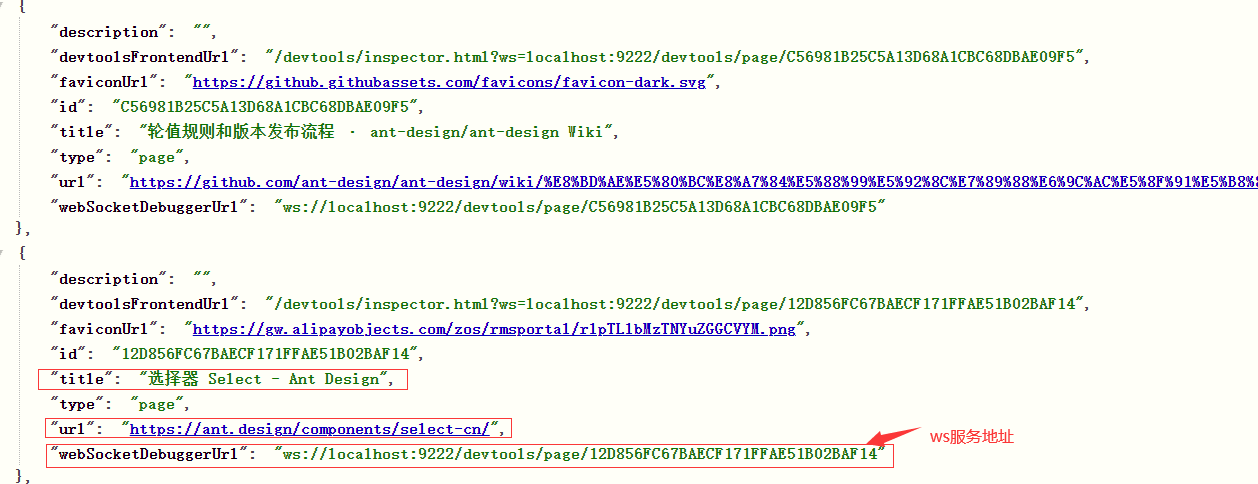 {
"description": "",
"devtoolsFrontendUrl": "/devtools/inspector.html?ws=localhost:9222/devtools/page/C56981B25C5A13D68A1CBC68DBAE09F5",
"faviconUrl": "https://github.githubassets.com/favicons/favicon-dark.svg",
"id": "C56981B25C5A13D68A1CBC68DBAE09F5",
"title": "轮值规则和版本发布流程 · ant-design/ant-design Wiki",
"type": "page",
"url": "https://github.com/ant-design/ant-design/wiki/%E8%BD%AE%E5%80%BC%E8%A7%84%E5%88%99%E5%92%8C%E7%89%88%E6%9C%AC%E5%8F%91%E5%B8%8
"webSocketDebuggerUrl": "ws://localhost:9222/devtools/page/C56981B25C5A13D68A1CBC68DBAE09F5"
},
{
"description": "",
"devtoolsFrontendUrl": "/devtools/inspector.html?ws=localhost:9222/devtools/page/12D856FC67BAECF171FFAE51B02BAF14",
"faviconUrl": "https://gw.alipayobjects.com/zos/rmsportal/rlpTLlbMzTNYuZGGCVYM.png",
"id": "12D856FC67BAECF171FFAE51B02BAF14",
"title": "选择器 Select - Ant Design",
"type": "page",
"url": "https://ant.design/components/select-cn/",
"webSocketDebuggerUrl": "ws://localhost:9222/devtools/page/12D856FC67BAECF171FFAE51B02BAF14"
ws服务地址
},